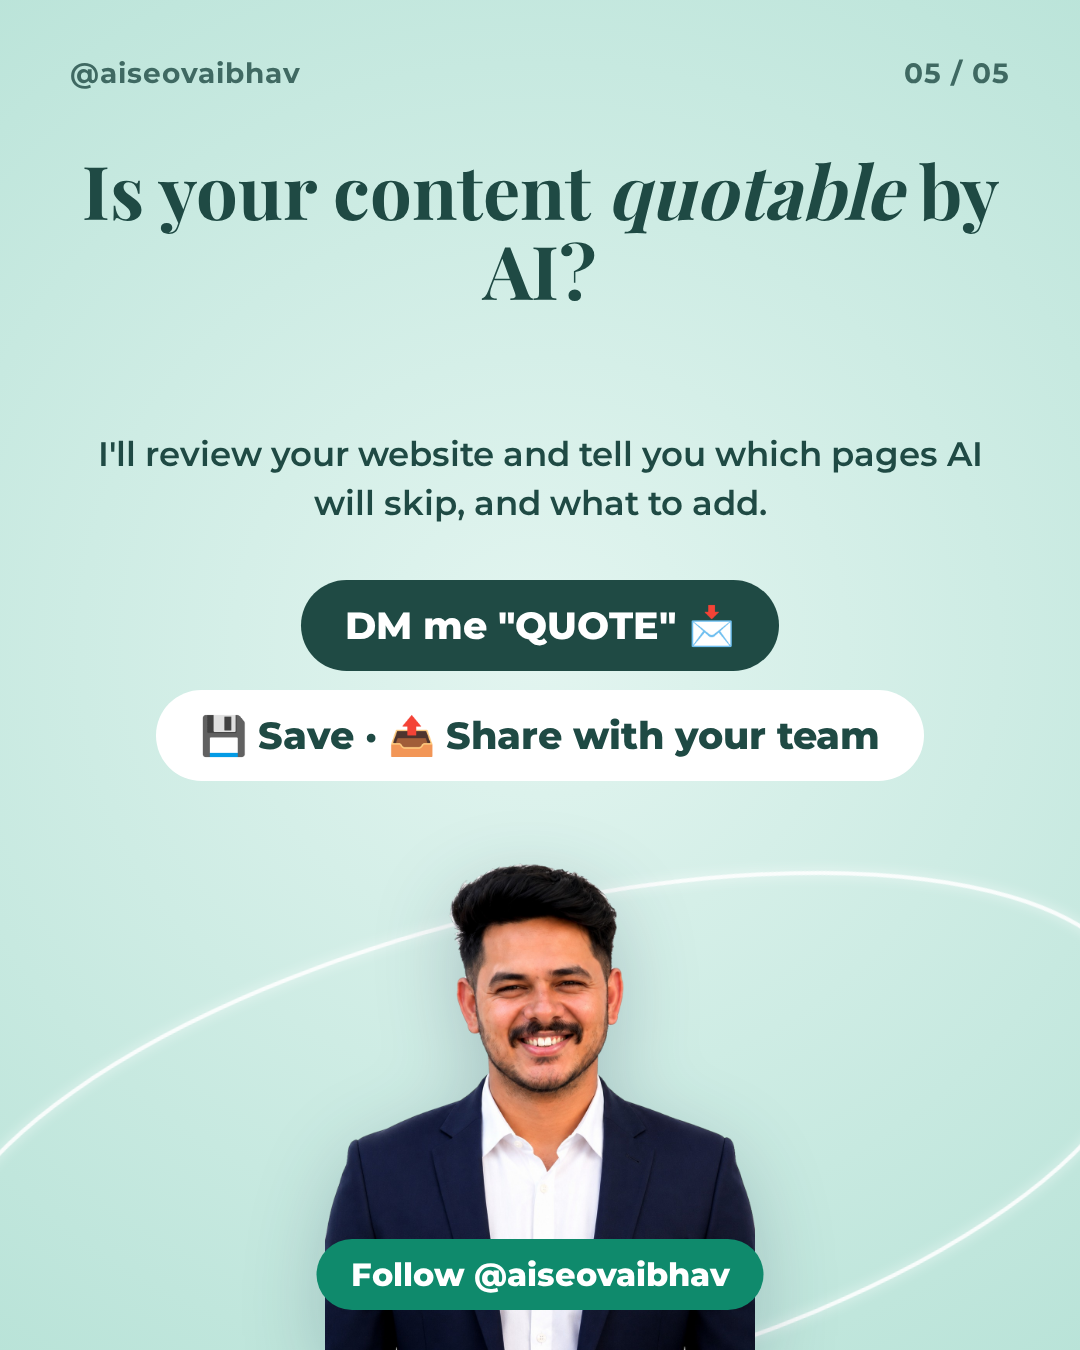 @aiseovaibhav
05 / 05
Is your content quotable by
AI?
I'll review your website and tell you which pages AI
will skip, and what to add.
DM me "QUOTE" 📩
💾 Save · 📤 Share with your team
Follow @aiseovaibhav